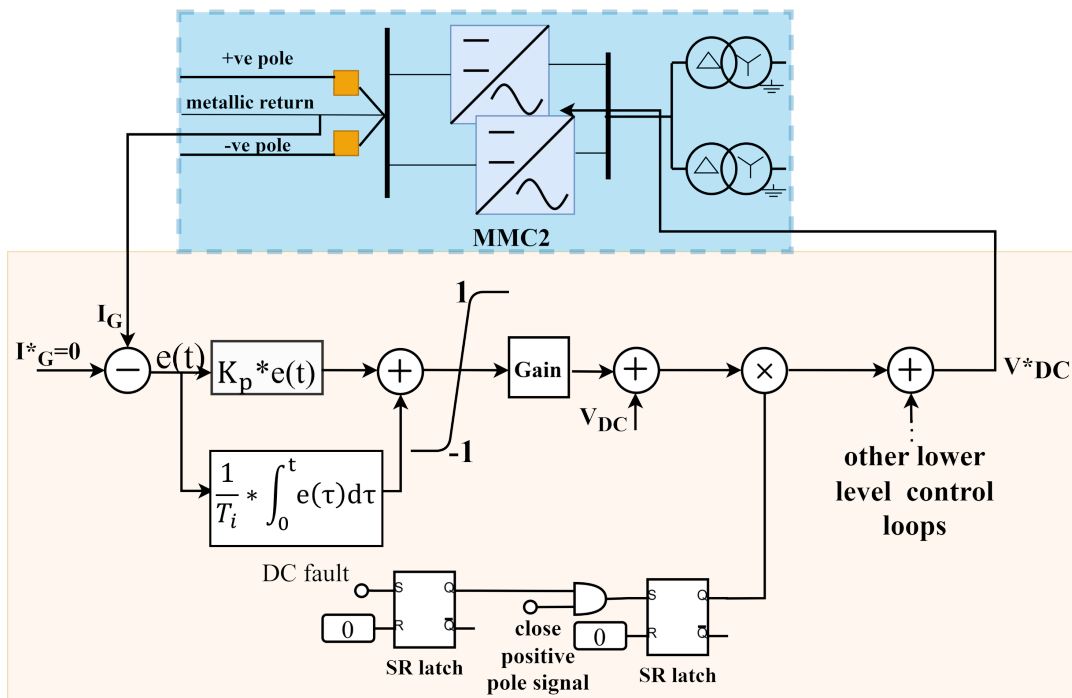 +ve pole
metallic return
-ve pole
MMC2
I_G
I*_G=0
e(t)
K_p*e(t)
1
-1
Gain
V_DC
×
V*_DC
−
+
+
+
1/T_i * ∫_0^t e(τ)dτ
other lower
level control
loops
DC fault
S
Q
R
Q̅
0
SR latch
close
positive
pole signal
S
Q
R
Q̅
0
SR latch